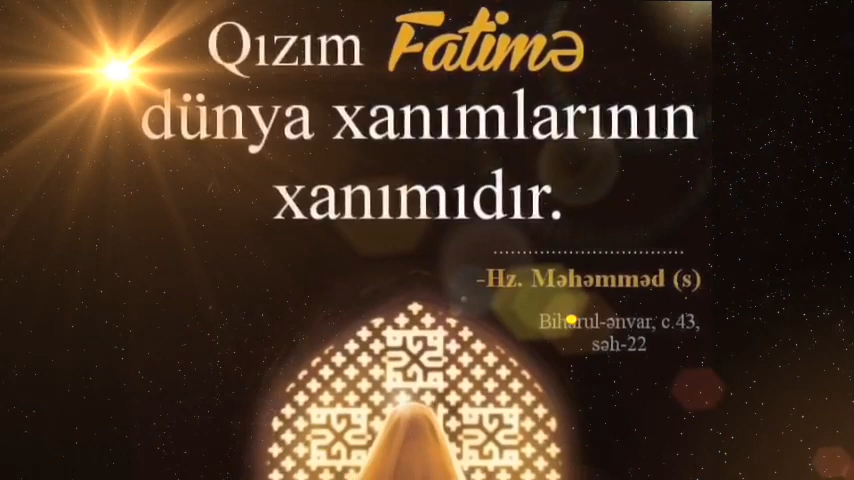 Qızım Fatimə
dünya xanımlarının
xanımıdır.
-Hz. Məhəmməd (s)
Biharul-ənvar, c.43,
səh-22